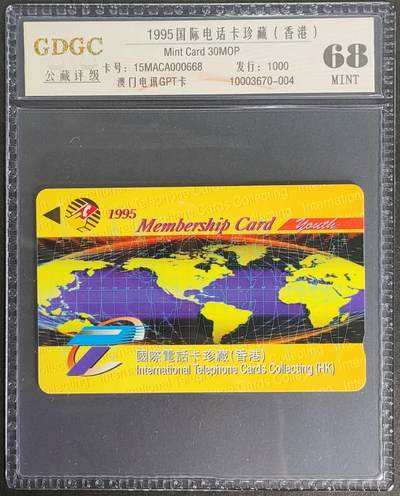 GDGC
公藏评级
1995国际电话卡珍藏(香港)
Mint Card 30MOP
卡号:15MACA000668 发行:1000
澳门电讯GPT卡 10003670-004
68
MINT
1995 Membership Card Youth
國際電話卡珍藏(香港)
International Telephone Cards Collecting (HK)